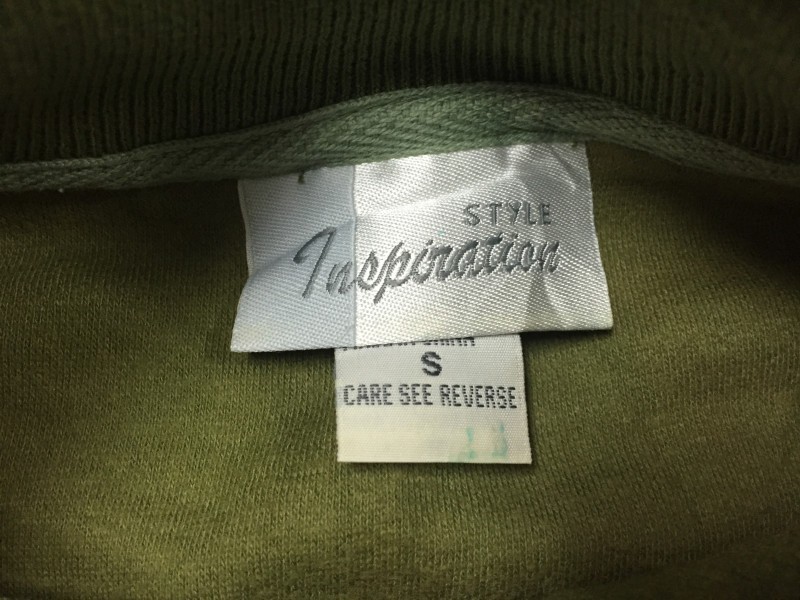 STYLE
Inspiration
S
CARE SEE REVERSE